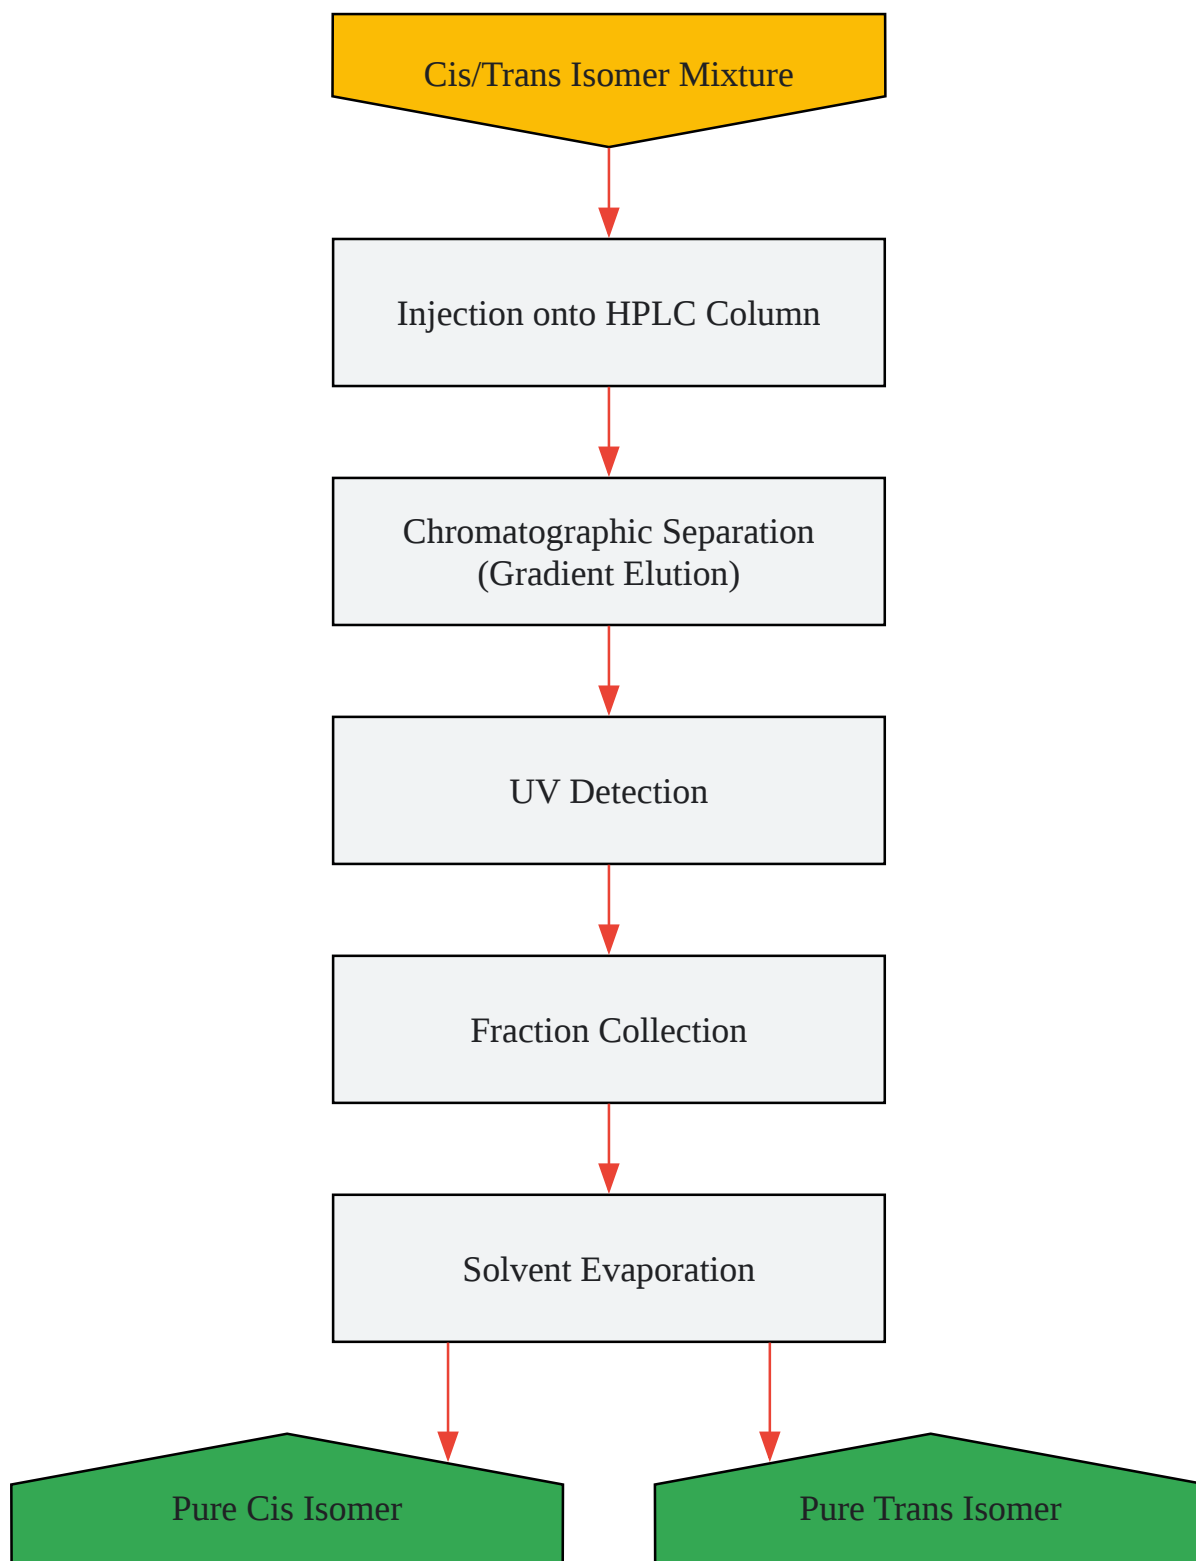 Cis/Trans Isomer Mixture
Injection onto HPLC Column
Chromatographic Separation
(Gradient Elution)
UV Detection
Fraction Collection
Solvent Evaporation
Pure Cis Isomer
Pure Trans Isomer